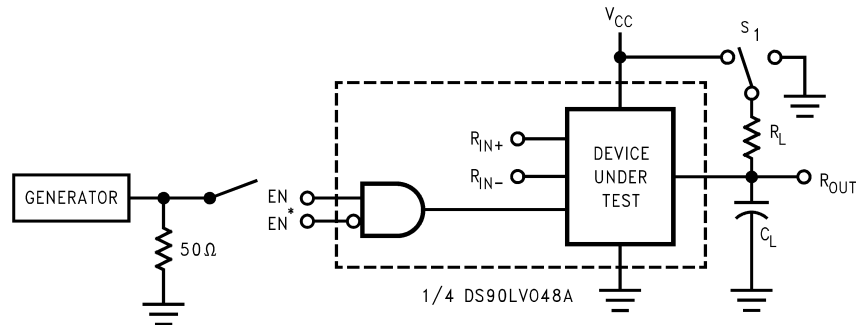 VCC
S1
RIN+
RIN−
DEVICE
UNDER
TEST
RL
ROUT
CL
GENERATOR
50Ω
EN
EN*
1/4 DS90LV048A